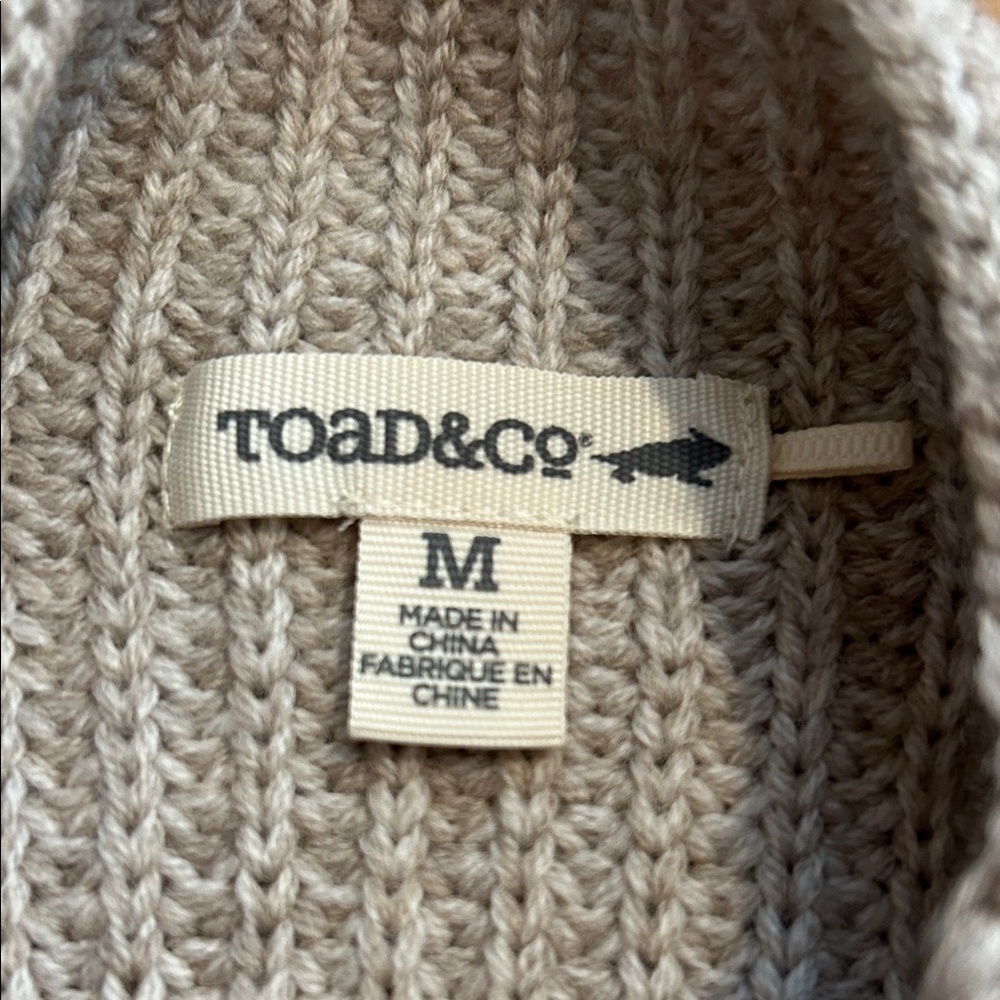 TOaD&Co®
M
MADE IN
CHINA
FABRIQUE EN
CHINE